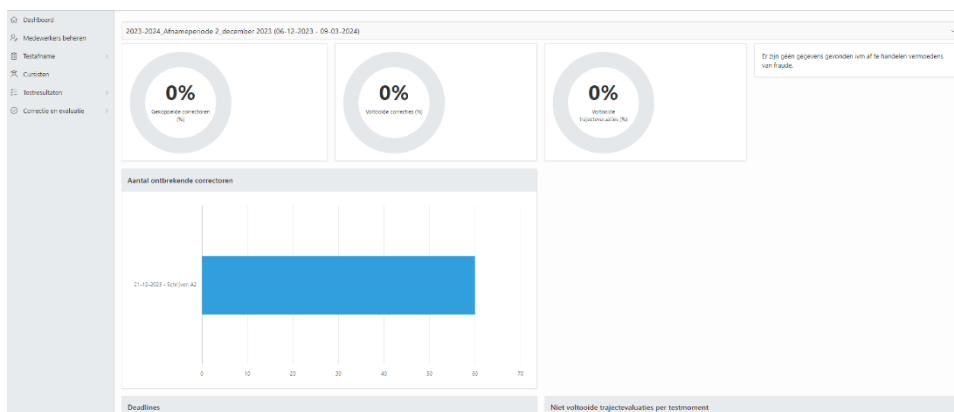 Dashboard
Medewerkers beheren
Testafname
Cursisten
Testresultaten
Correctie en evaluatie
2023-2024_Afnameperiode 2_december 2023 (06-12-2023 - 09-03-2024)
0%
Gekoppelde correctoren
(%)
0%
Voltooide correcties (%)
0%
Voltooide
trajectevaluaties (%)
Er zijn géén gegevens gevonden ivm af te handelen vermoedens
van fraude.
Aantal ontbrekende correctoren
21-12-2023 - Schrijven A2
0 10 20 30 40 50 60 70
Deadlines
Niet voltooide trajectevaluaties per testmoment